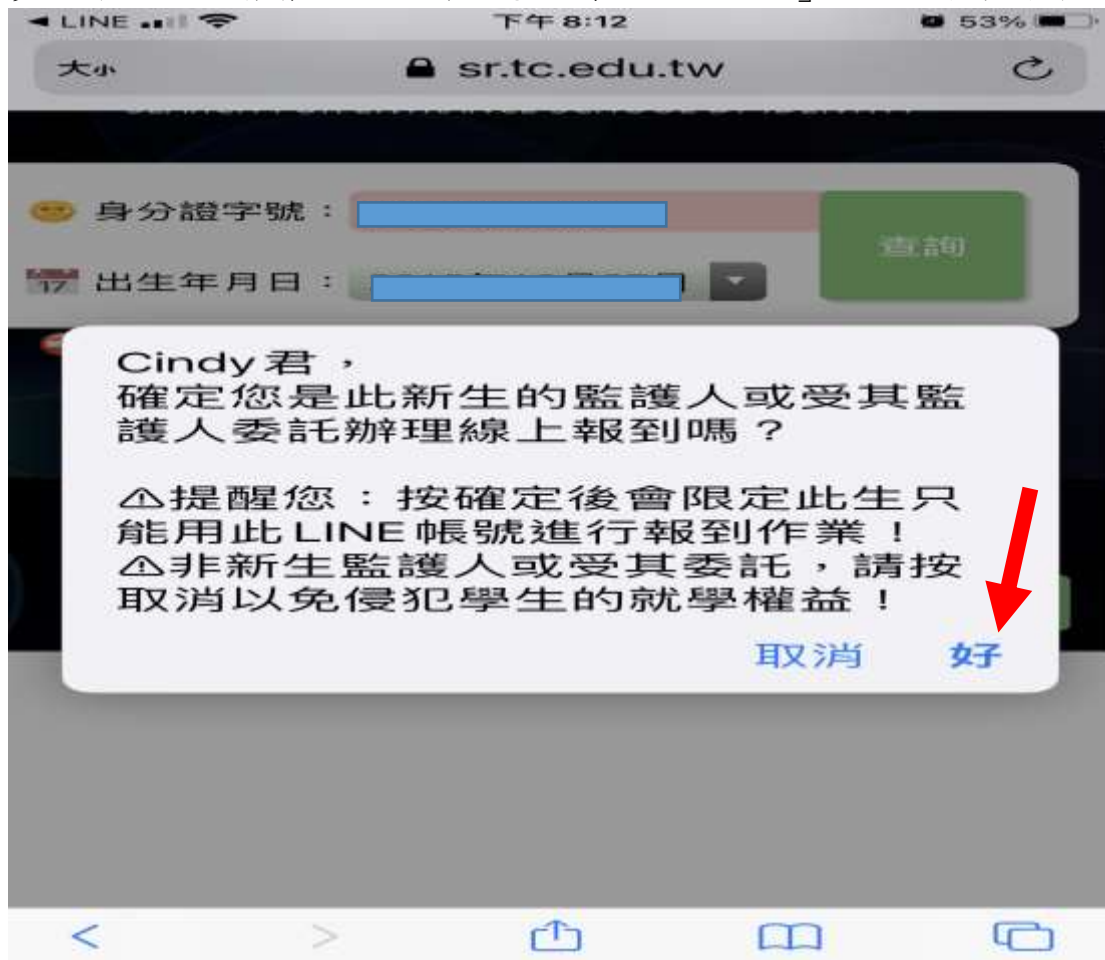 LINE
下午 8:12
53%
大小
sr.tc.edu.tw
身分證字號：
查詢
17
出生年月日：
Cindy 君，
確定您是此新生的監護人或受其監
護人委託辦理線上報到嗎？
⚠提醒您：按確定後會限定此生只
能用此 LINE 帳號進行報到作業！
⚠非新生監護人或受其委託，請按
取消以免侵犯學生的就學權益！
取消
好